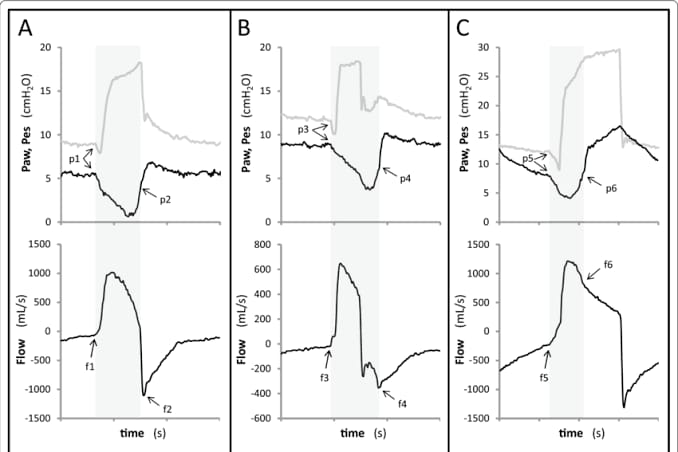 A
Paw, Pes (cmH2O)
20
15
10
5
0
p1
p2
Flow (mL/s)
1500
1000
500
0
-500
-1000
-1500
f1
f2
time (s)
B
Paw, Pes (cmH2O)
20
15
10
5
0
p3
p4
Flow (mL/s)
800
600
400
200
0
-200
-400
-600
f3
f4
time (s)
C
Paw, Pes (cmH2O)
30
25
20
15
10
5
0
p5
p6
Flow (mL/s)
1500
1000
500
0
-500
-1000
-1500
f5
f6
time (s)